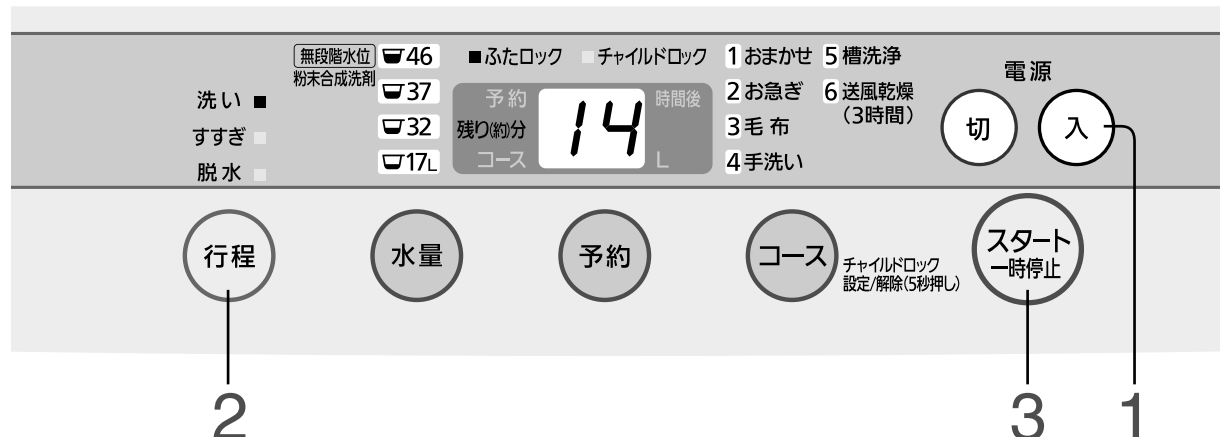 無段階水位
粉末合成洗剤
46
37
32
17L
洗い
すすぎ
脱水
ふたロック チャイルドロック
予約 時間後
残り(約)分 14
コース L
1 おまかせ 5 槽洗浄
2 お急ぎ 6 送風乾燥
3 毛布 (3時間)
4 手洗い
電源
切 入
行程
水量
予約
コース
チャイルドロック
設定/解除(5秒押し)
スタート
一時停止
2 3 1